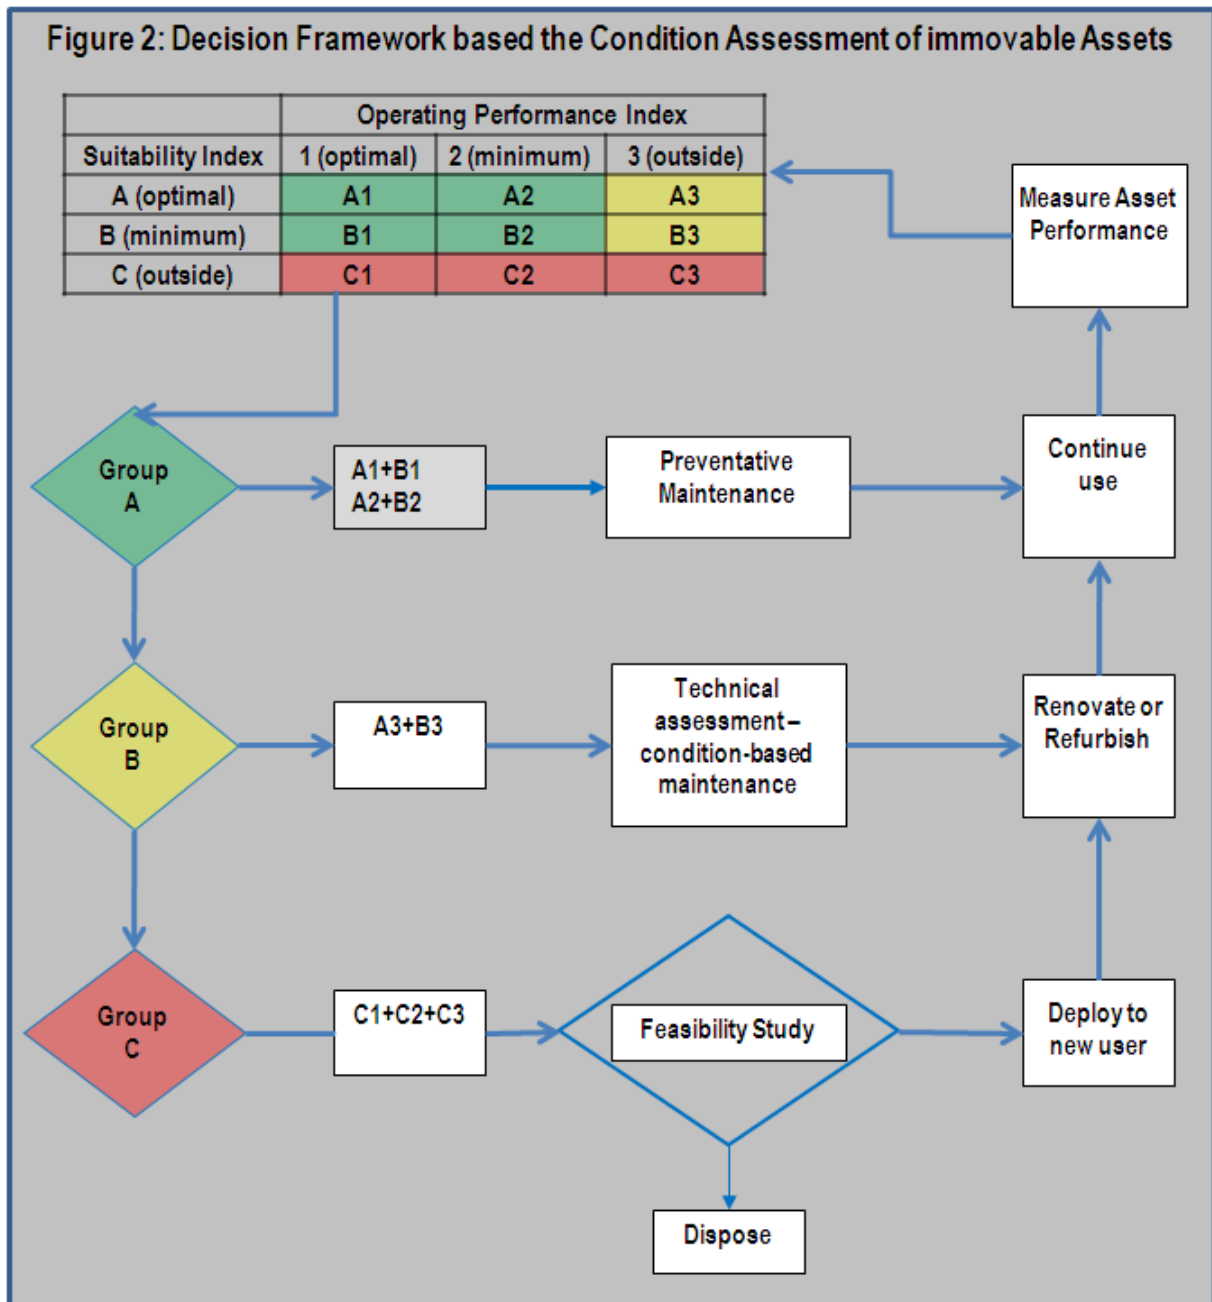 Figure 2: Decision Framework based the Condition Assessment of immovable Assets
Operating Performance Index
Suitability Index 1 (optimal) 2 (minimum) 3 (outside)
A (optimal) A1 A2 A3
B (minimum) B1 B2 B3
C (outside) C1 C2 C3
Measure Asset
Performance
Group
A
A1+B1
A2+B2
Preventative
Maintenance
Continue
use
Group
B
A3+B3
Technical
assessment –
condition-based
maintenance
Renovate or
Refurbish
Group
C
C1+C2+C3
Feasibility Study
Deploy to
new user
Dispose